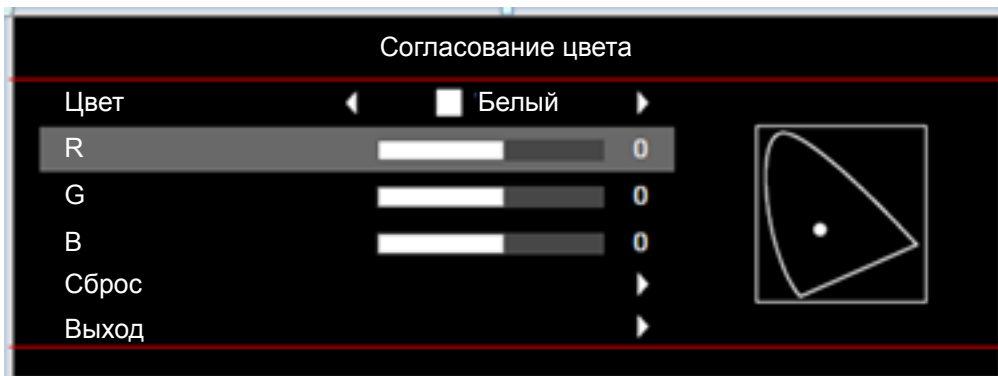 Согласование цвета
Цвет Белый
R 0
G 0
B 0
Сброс
Выход